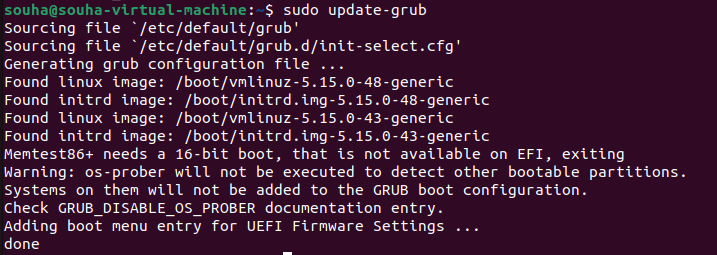 souha@souha-virtual-machine:~$ sudo update-grub
Sourcing file `/etc/default/grub'
Sourcing file `/etc/default/grub.d/init-select.cfg'
Generating grub configuration file ...
Found linux image: /boot/vmlinuz-5.15.0-48-generic
Found initrd image: /boot/initrd.img-5.15.0-48-generic
Found linux image: /boot/vmlinuz-5.15.0-43-generic
Found initrd image: /boot/initrd.img-5.15.0-43-generic
Memtest86+ needs a 16-bit boot, that is not available on EFI, exiting
Warning: os-prober will not be executed to detect other bootable partitions.
Systems on them will not be added to the GRUB boot configuration.
Check GRUB_DISABLE_OS_PROBER documentation entry.
Adding boot menu entry for UEFI Firmware Settings ...
done